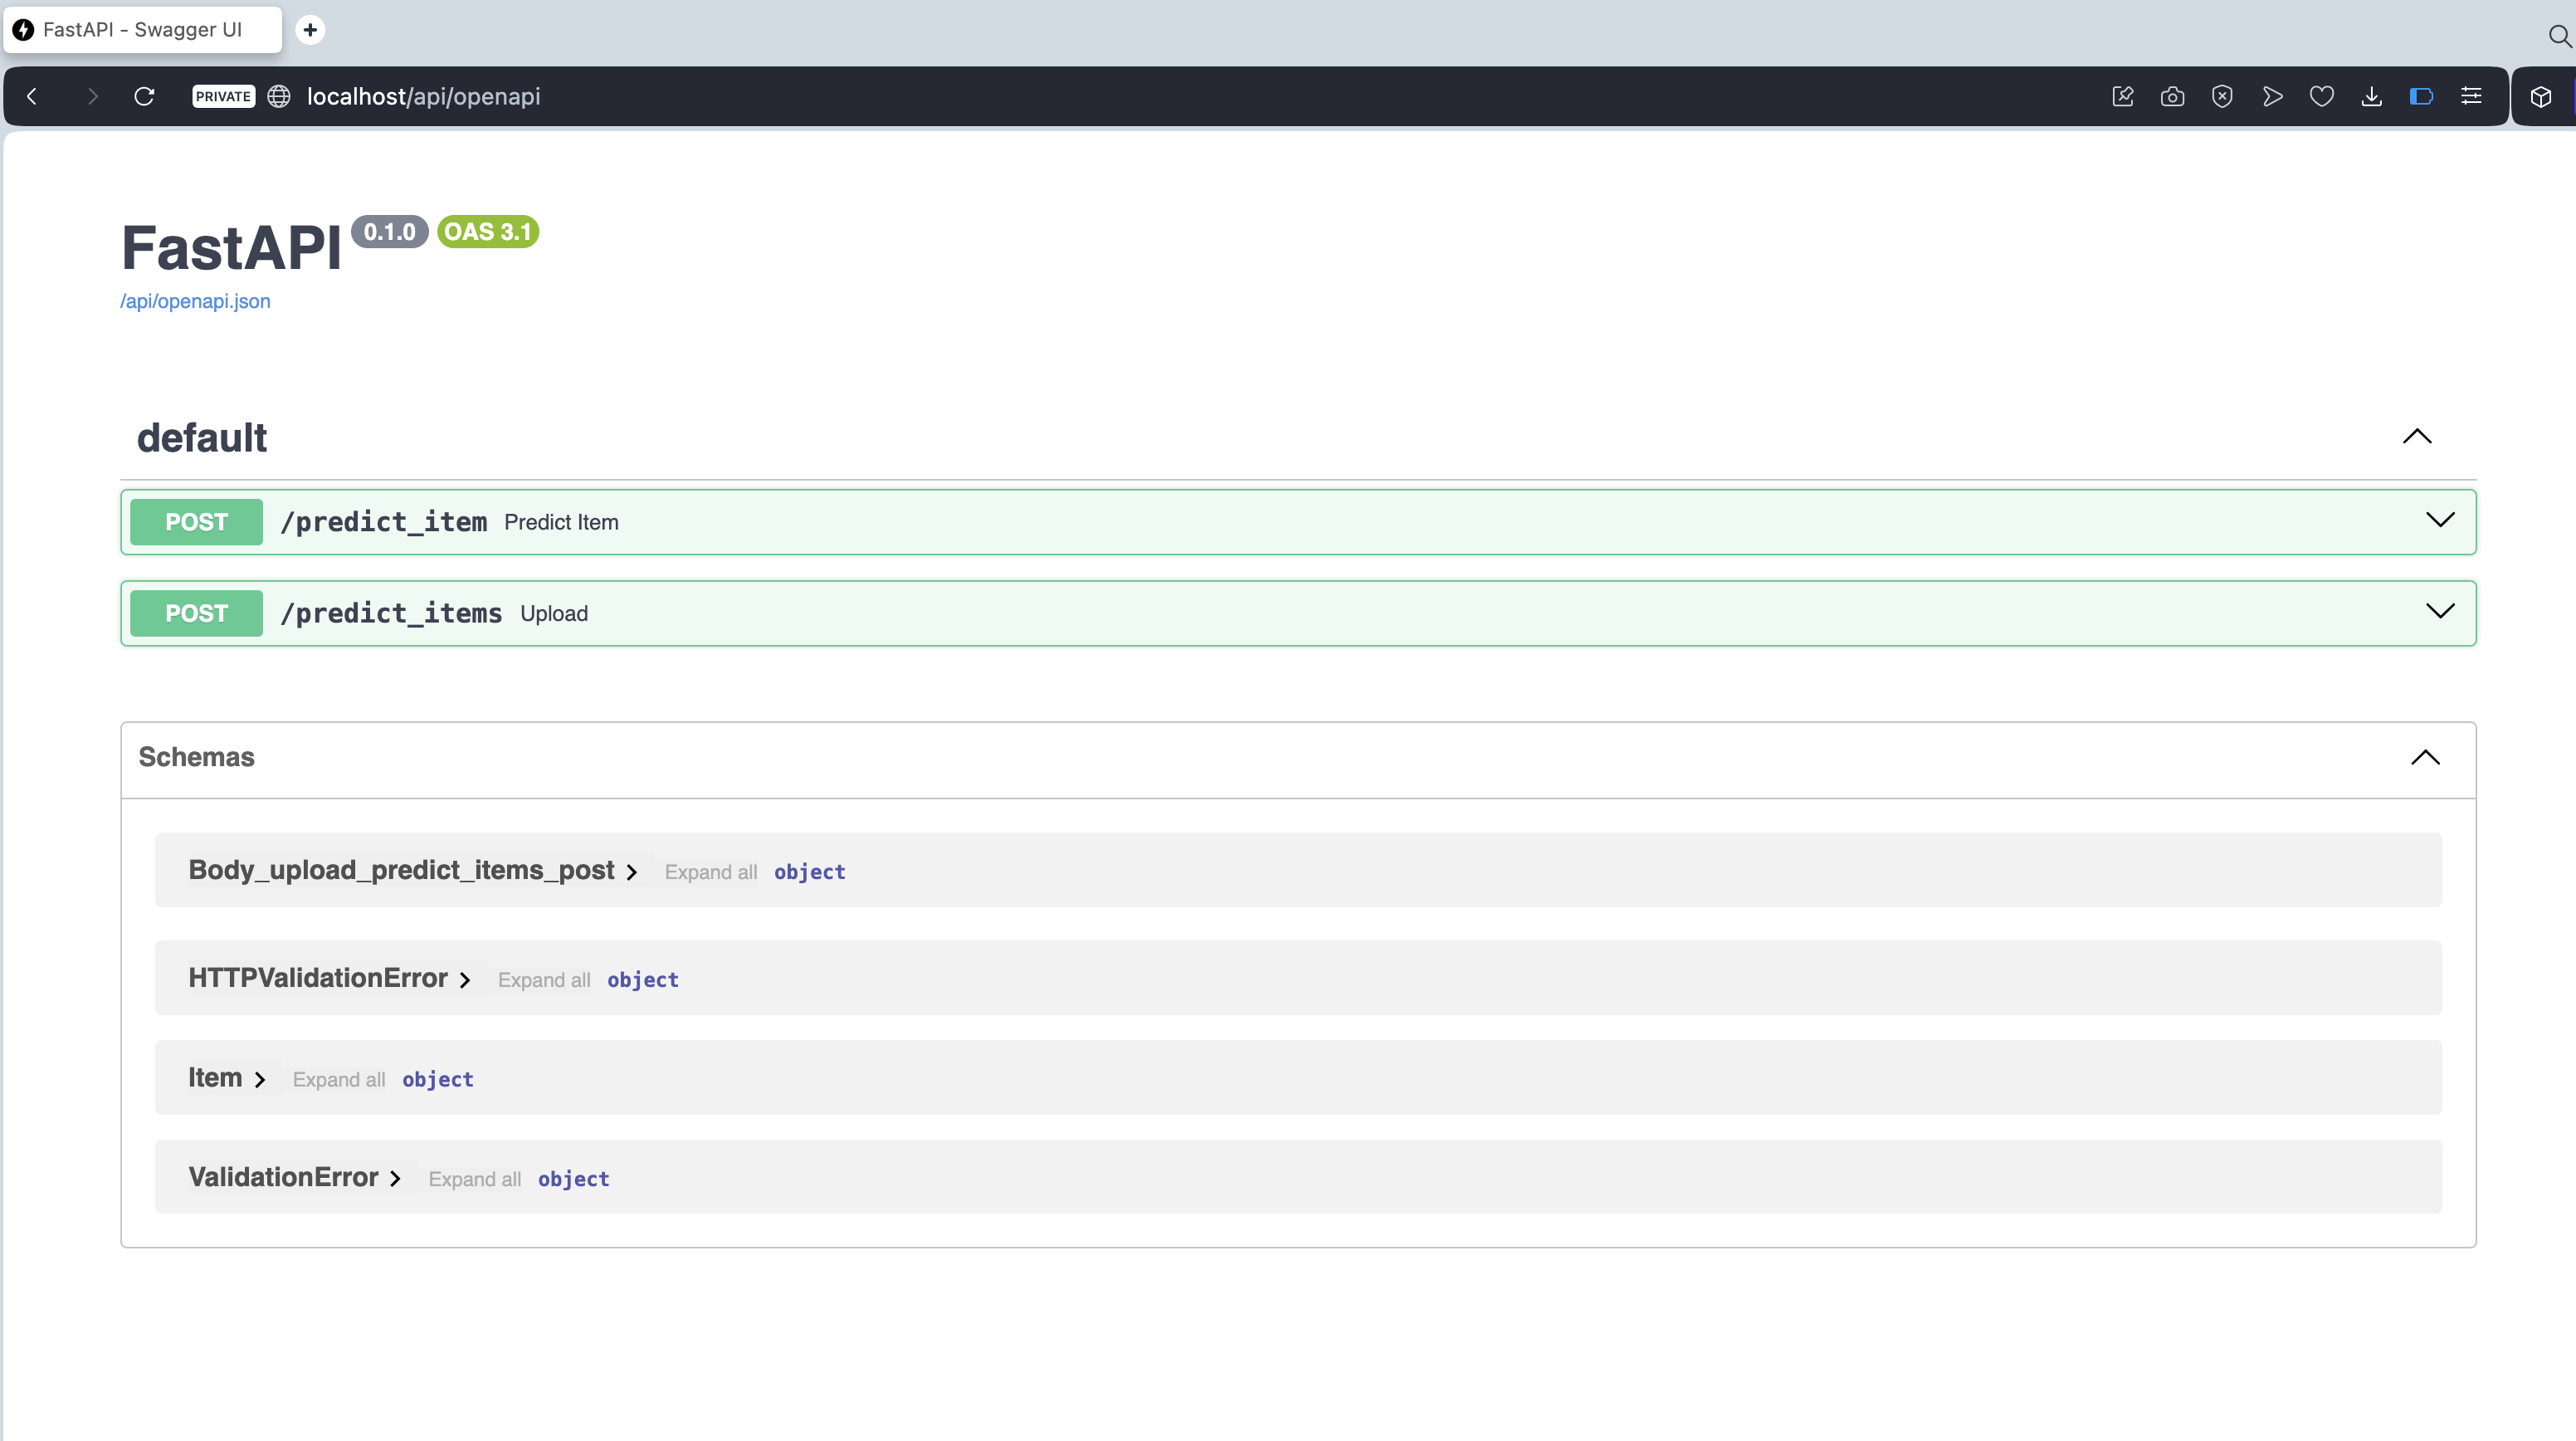 FastAPI - Swagger UI
PRIVATE localhost/api/openapi
FastAPI 0.1.0 OAS 3.1
/api/openapi.json
default
POST /predict_item Predict Item
POST /predict_items Upload
Schemas
Body_upload_predict_items_post Expand all object
HTTPValidationError Expand all object
Item Expand all object
ValidationError Expand all object